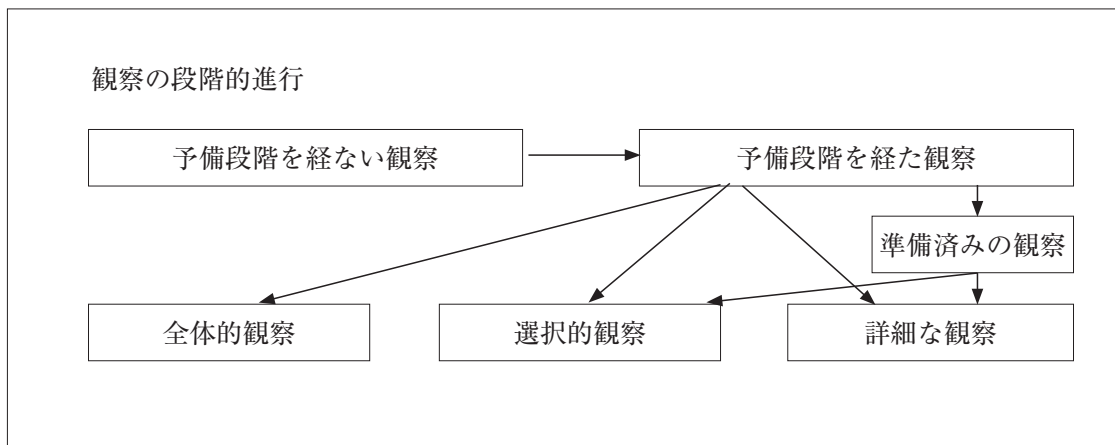 観察の段階的進行
予備段階を経ない観察
予備段階を経た観察
準備済みの観察
全体的観察
選択的観察
詳細な観察